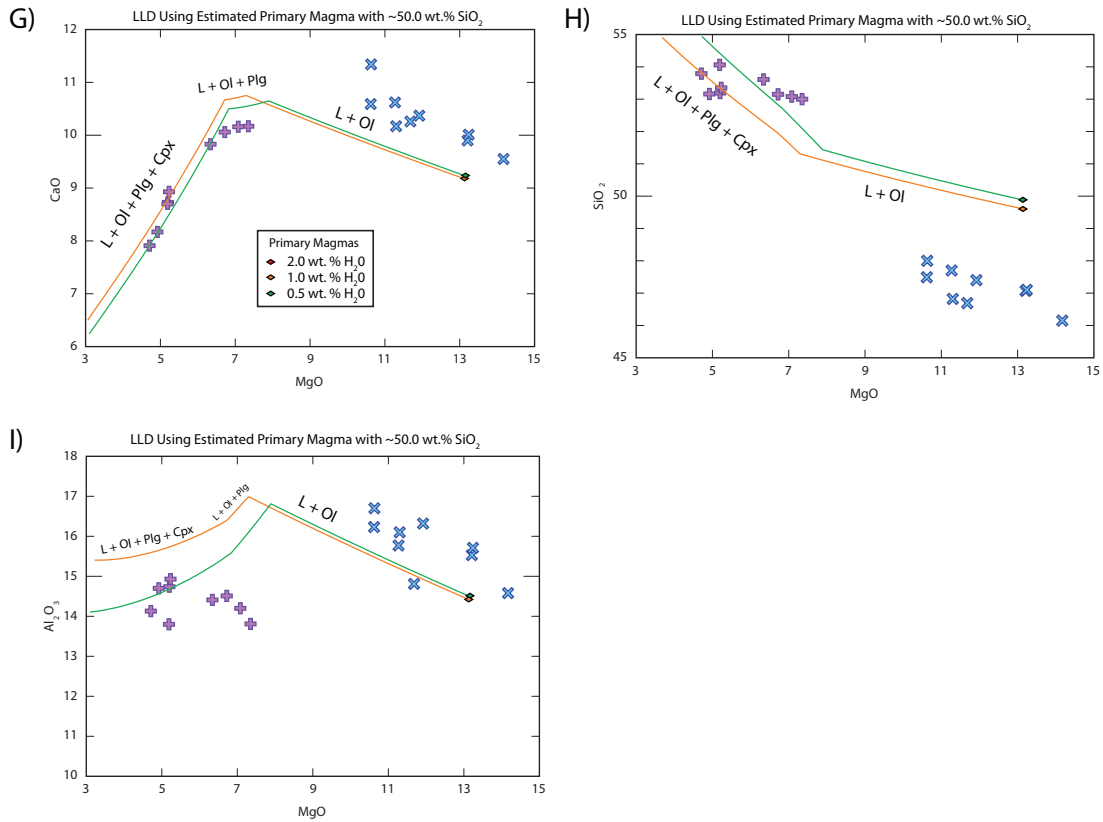 G)
LLD Using Estimated Primary Magma with ~50.0 wt.% SiO2
12
11
10
9
8
7
6
CaO
L + Ol + Plg
L + Ol
L + Ol + Plg + Cpx
Primary Magmas
2.0 wt. % H20
1.0 wt. % H20
0.5 wt. % H20
3 5 7 9 11 13 15
MgO
H)
LLD Using Estimated Primary Magma with ~50.0 wt.% SiO2
55
50
45
SiO2
L + Ol + Plg + Cpx
L + Ol
3 5 7 9 11 13 15
MgO
I)
LLD Using Estimated Primary Magma with ~50.0 wt.% SiO2
18
17
16
15
14
13
12
11
10
Al2O3
L + Ol + Plg + Cpx
L + Ol + Plg
L + Ol
3 5 7 9 11 13 15
MgO